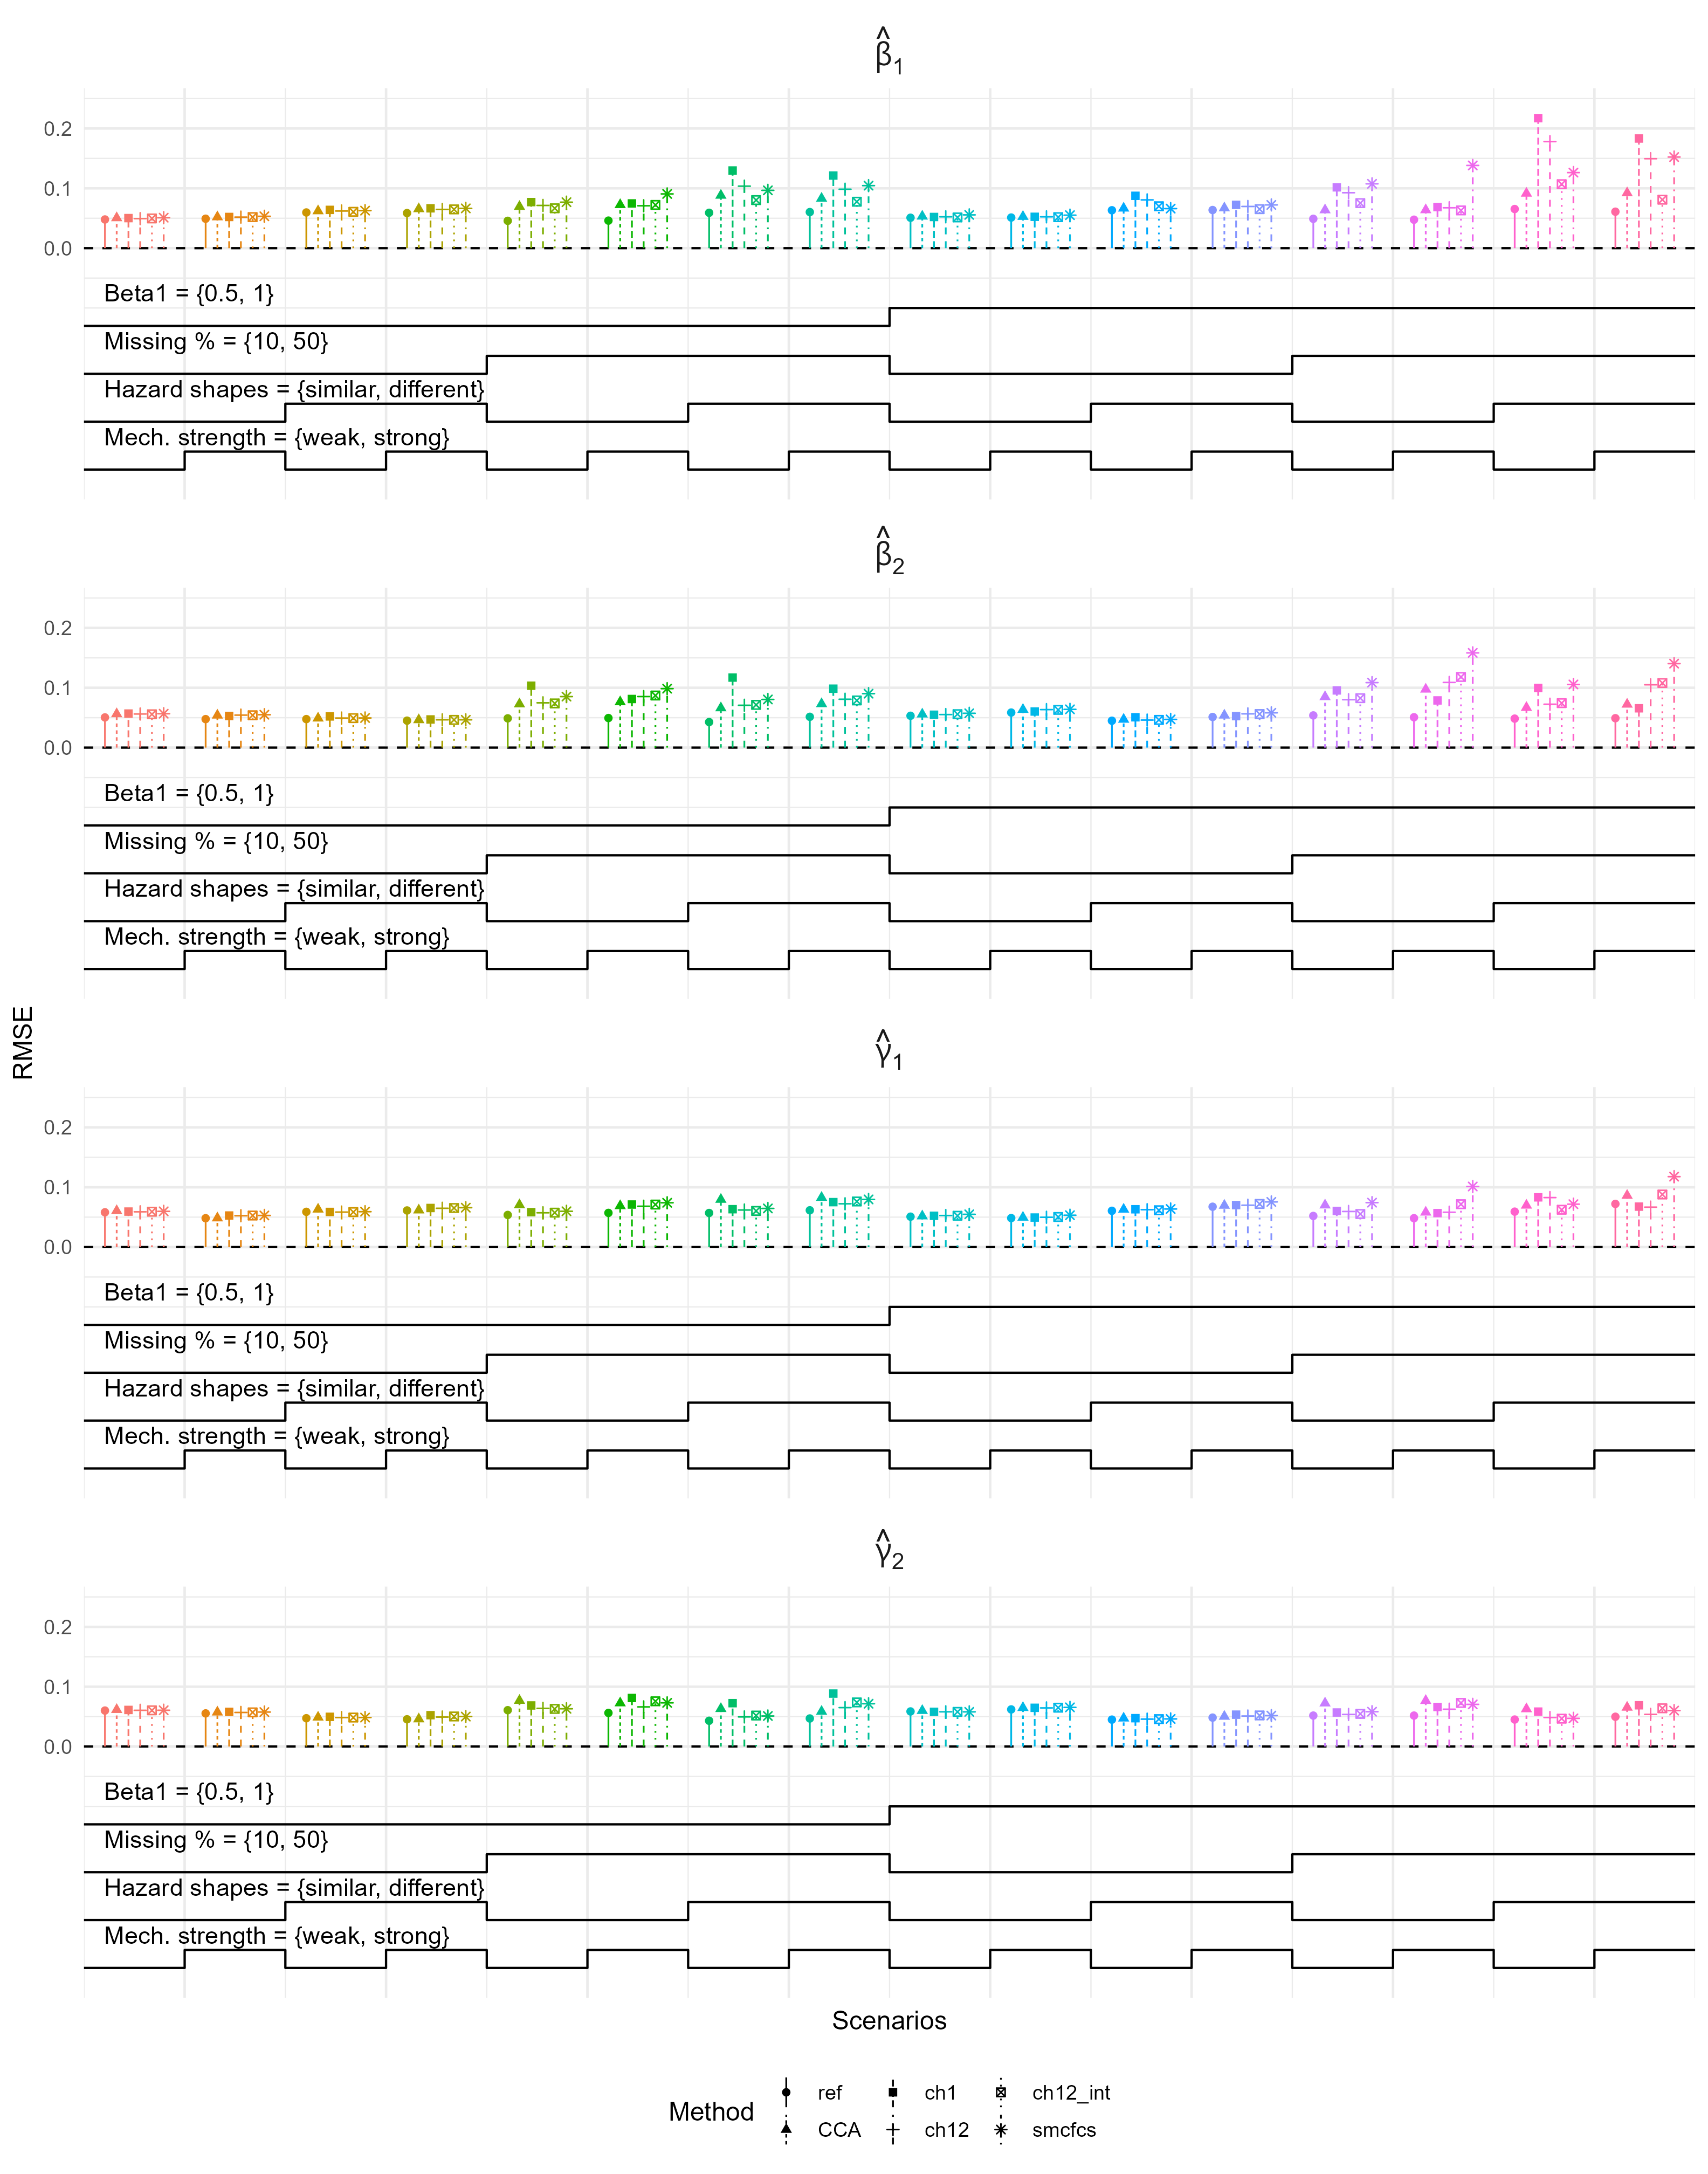 β̂1
0.2
0.1
0.0
Beta1 = {0.5, 1}
Missing % = {10, 50}
Hazard shapes = {similar, different}
Mech. strength = {weak, strong}
β̂2
0.2
0.1
0.0
Beta1 = {0.5, 1}
Missing % = {10, 50}
Hazard shapes = {similar, different}
Mech. strength = {weak, strong}
RMSE
γ̂1
0.2
0.1
0.0
Beta1 = {0.5, 1}
Missing % = {10, 50}
Hazard shapes = {similar, different}
Mech. strength = {weak, strong}
γ̂2
0.2
0.1
0.0
Beta1 = {0.5, 1}
Missing % = {10, 50}
Hazard shapes = {similar, different}
Mech. strength = {weak, strong}
Scenarios
Method
ref ch1 ch12_int
CCA ch12 smcfcs